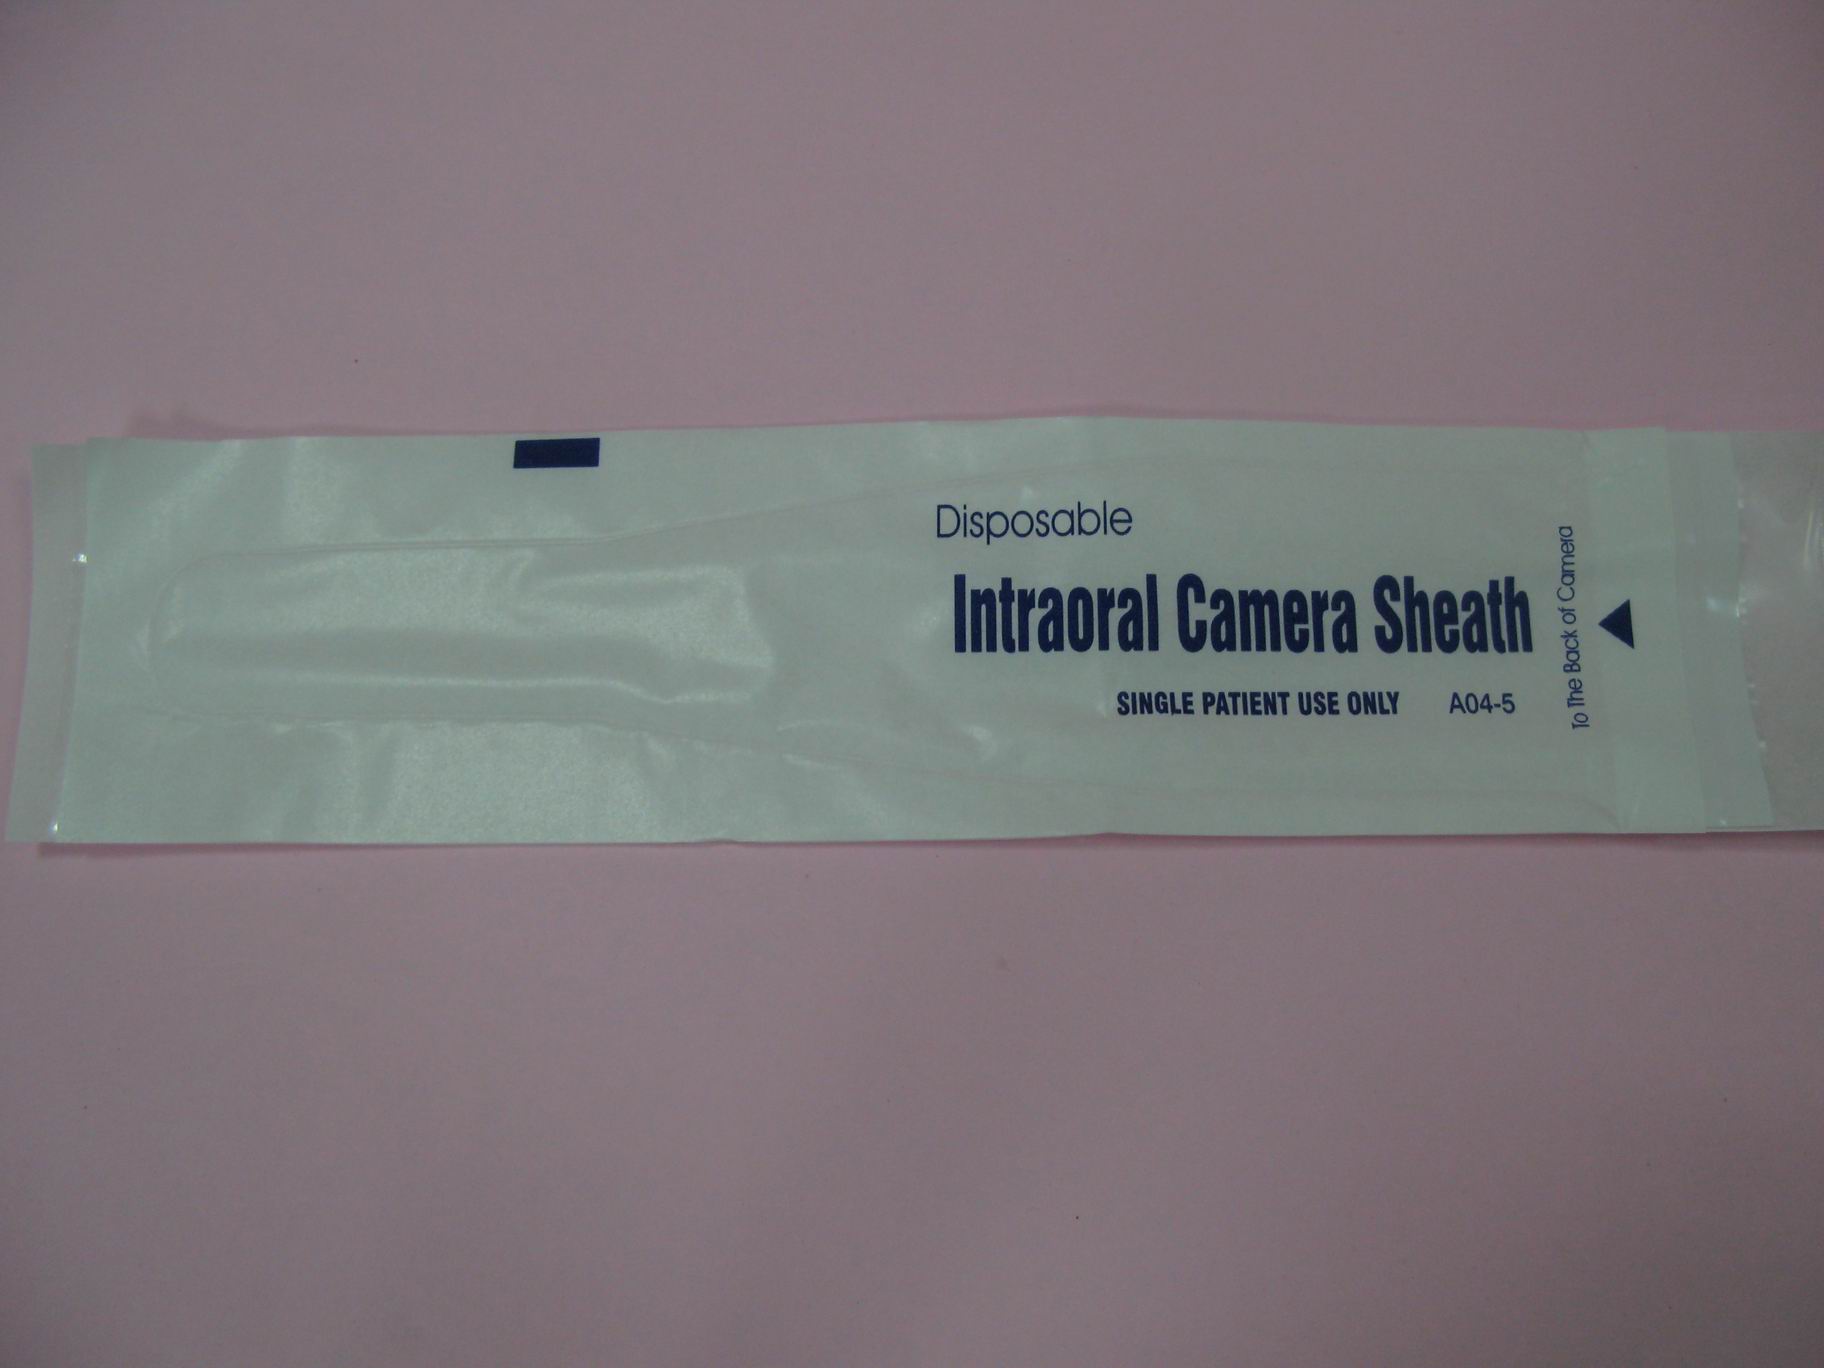 Disposable
Intraoral Camera Sheath
SINGLE PATIENT USE ONLY A04-5
To The Back of Camera